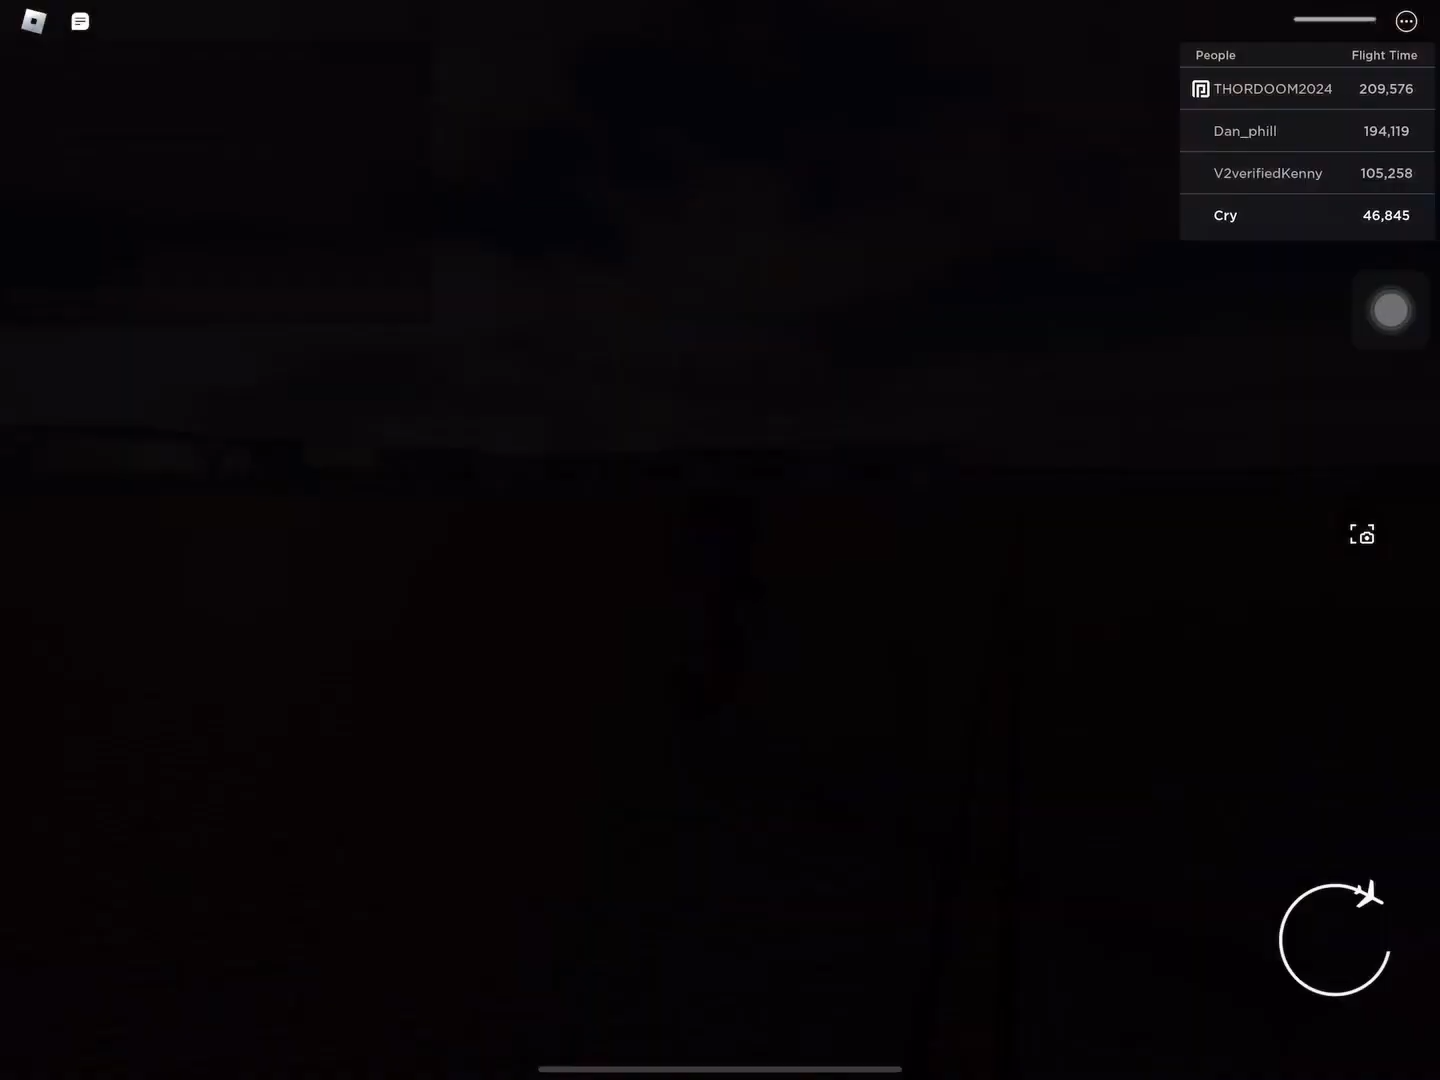 People Flight Time
THORDOOM2024 209,576
Dan_phill 194,119
V2verifiedKenny 105,258
Cry 46,845